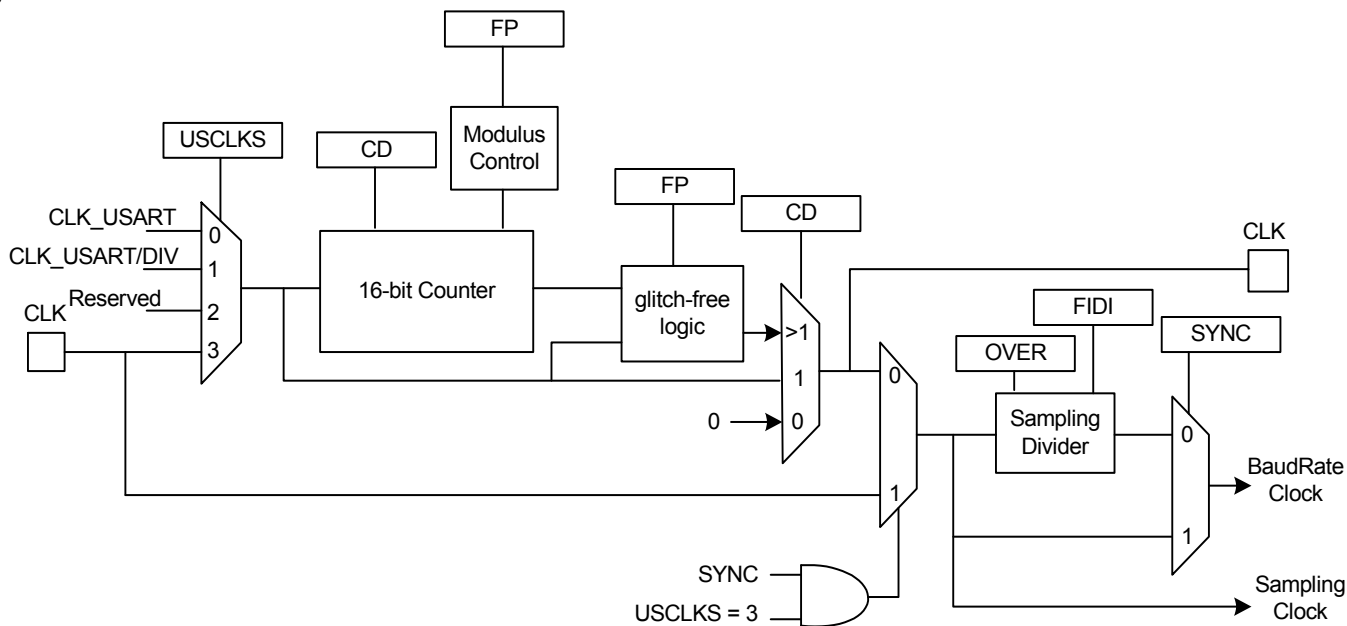 FP
USCLKS
CD
Modulus
Control
FP
CD
CLK_USART
CLK_USART/DIV
Reserved
CLK
0
1
2
3
16-bit Counter
glitch-free
logic
>1
1
0
0
CLK
FIDI
OVER
SYNC
0
1
Sampling
Divider
0
1
BaudRate
Clock
SYNC
USCLKS = 3
Sampling
Clock